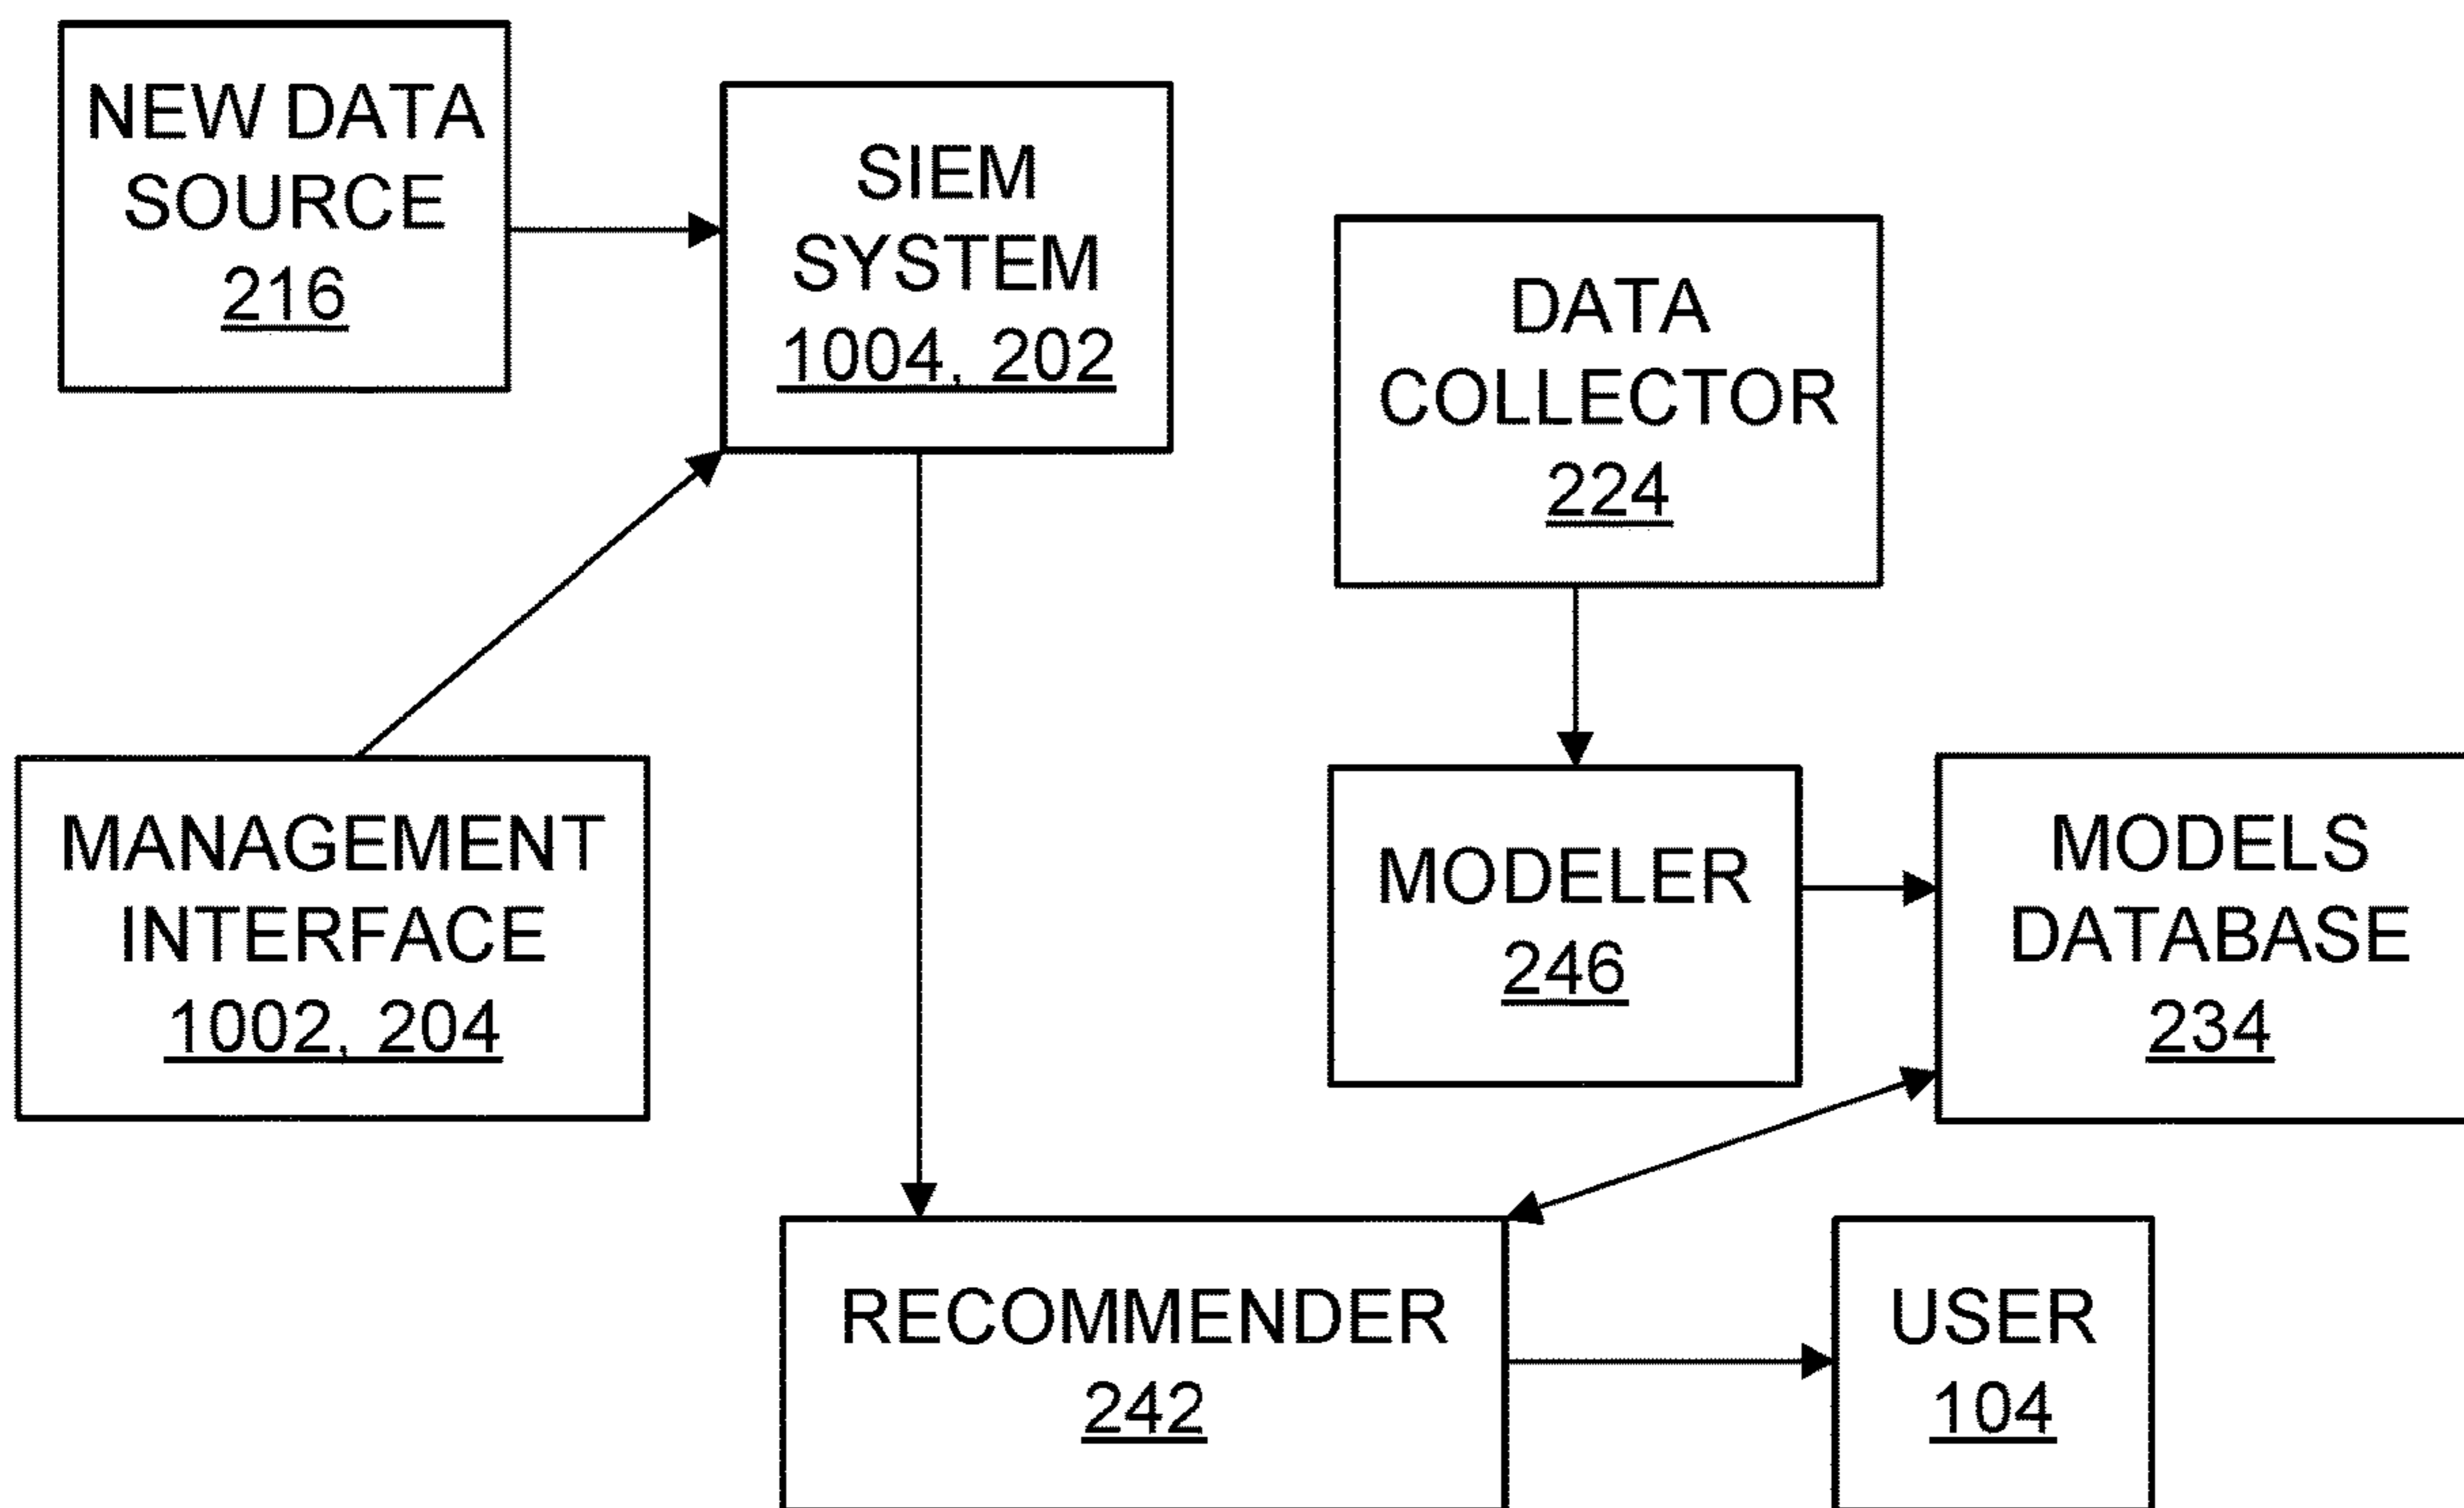 NEW DATA
SOURCE
216
SIEM
SYSTEM
1004, 202
DATA
COLLECTOR
224
MANAGEMENT
INTERFACE
1002, 204
MODELER
246
MODELS
DATABASE
234
RECOMMENDER
242
USER
104